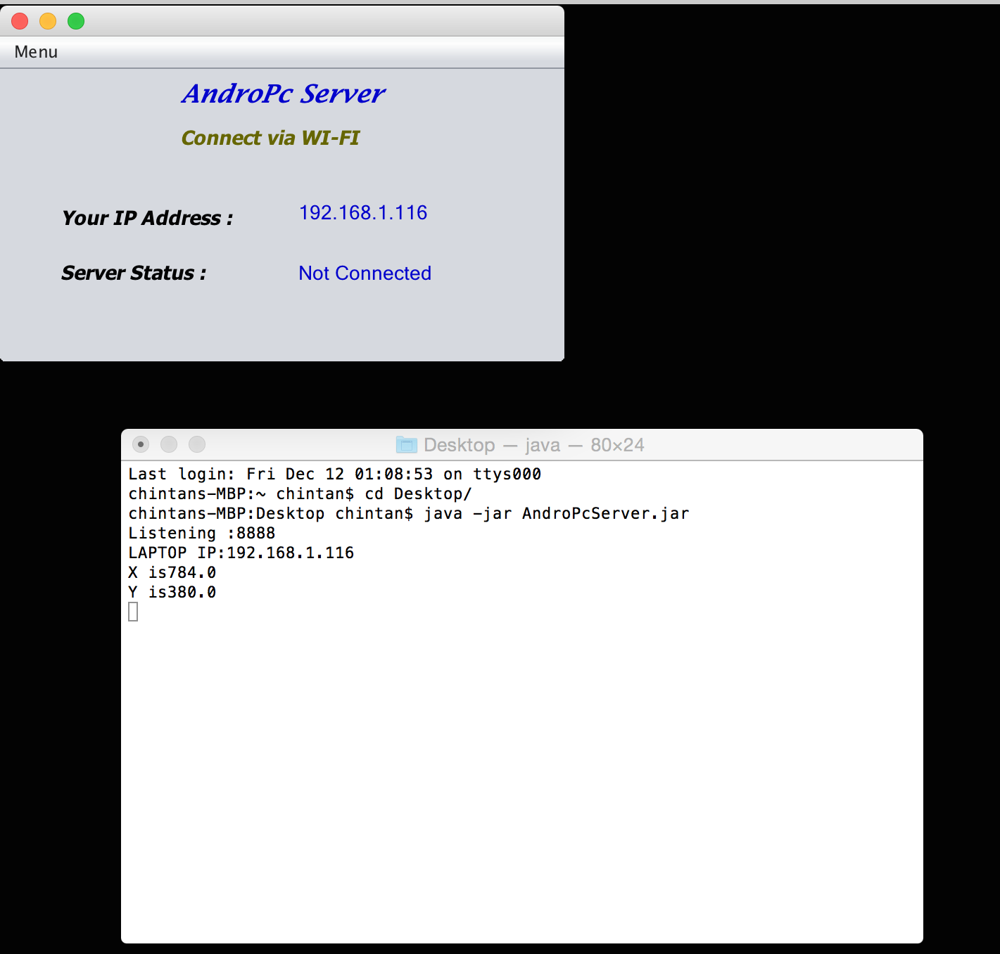 Menu
AndroPc Server
Connect via WI-FI
Your IP Address : 192.168.1.116
Server Status : Not Connected
Desktop — java — 80×24
Last login: Fri Dec 12 01:08:53 on ttys000
chintans-MBP:~ chintan$ cd Desktop/
chintans-MBP:Desktop chintan$ java -jar AndroPcServer.jar
Listening :8888
LAPTOP IP:192.168.1.116
X is784.0
Y is380.0